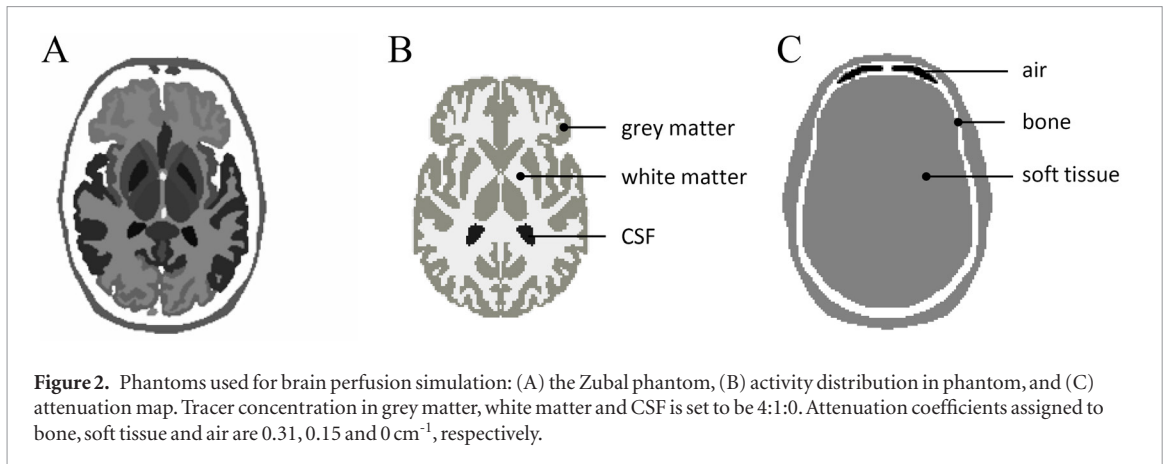 A
B
C
grey matter
white matter
CSF
air
bone
soft tissue
Figure 2. Phantoms used for brain perfusion simulation: (A) the Zubal phantom, (B) activity distribution in phantom, and (C)
attenuation map. Tracer concentration in grey matter, white matter and CSF is set to be 4:1:0. Attenuation coefficients assigned to
bone, soft tissue and air are 0.31, 0.15 and 0 cm⁻¹, respectively.